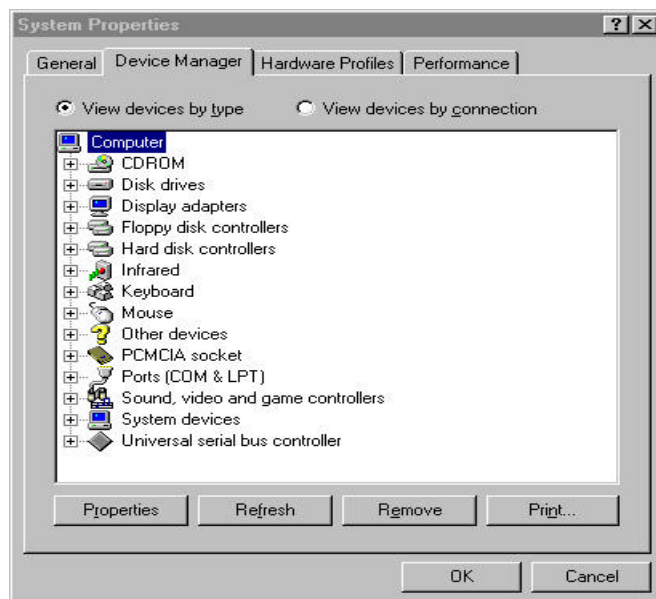 System Properties
General Device Manager Hardware Profiles Performance
View devices by type View devices by connection
Computer
CDROM
Disk drives
Display adapters
Floppy disk controllers
Hard disk controllers
Infrared
Keyboard
Mouse
Other devices
PCMCIA socket
Ports (COM & LPT)
Sound, video and game controllers
System devices
Universal serial bus controller
Properties Refresh Remove Print...
OK Cancel